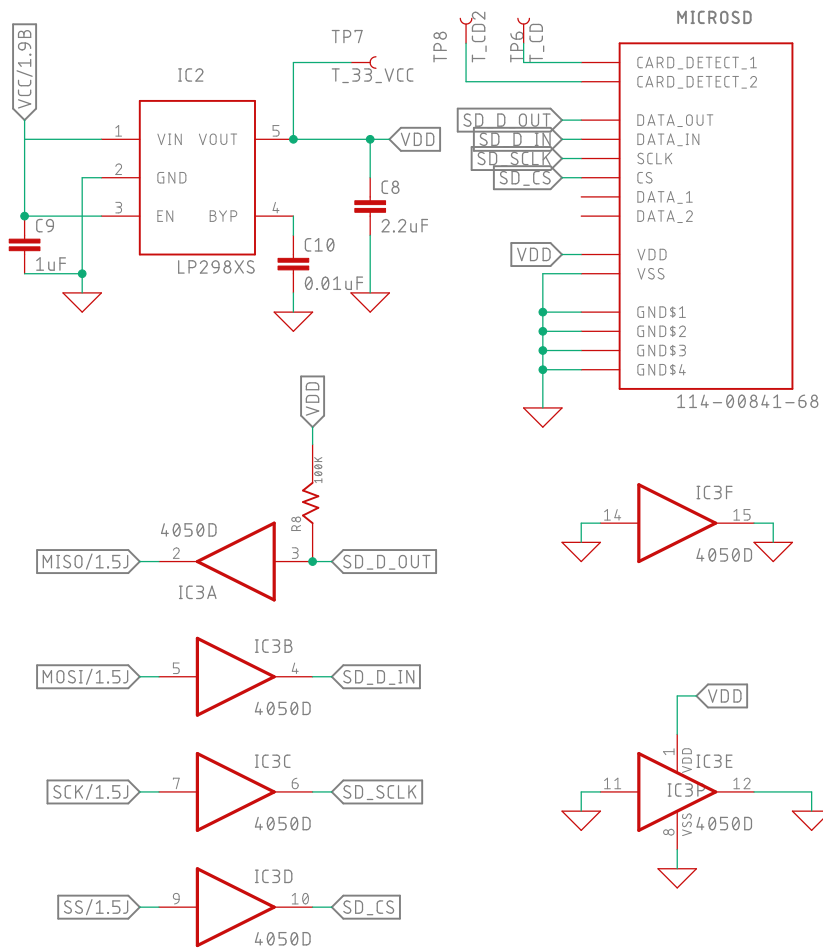 VCC/1.9B
IC2
TP7
T_33_VCC
1
VIN
VOUT
5
VDD
2
GND
3
EN
BYP
4
C9
1uF
LP298XS
C10
0.01uF
C8
2.2uF
TP8
T_CD2
TP6
T_CD
MICROSD
CARD_DETECT_1
CARD_DETECT_2
SD_D_OUT
DATA_OUT
SD_D_IN
DATA_IN
SD_SCLK
SCLK
SD_CS
CS
DATA_1
DATA_2
VDD
VDD
VSS
GND$1
GND$2
GND$3
GND$4
114-00841-68
VDD
100K
R8
4050D
MISO/1.5J
2
3
SD_D_OUT
IC3A
IC3B
MOSI/1.5J
5
4
SD_D_IN
4050D
IC3C
SCK/1.5J
7
6
SD_SCLK
4050D
IC3D
SS/1.5J
9
10
SD_CS
4050D
IC3F
14
15
4050D
VDD
1
VDD
IC3E
11
IC3P
12
8
VSS
4050D